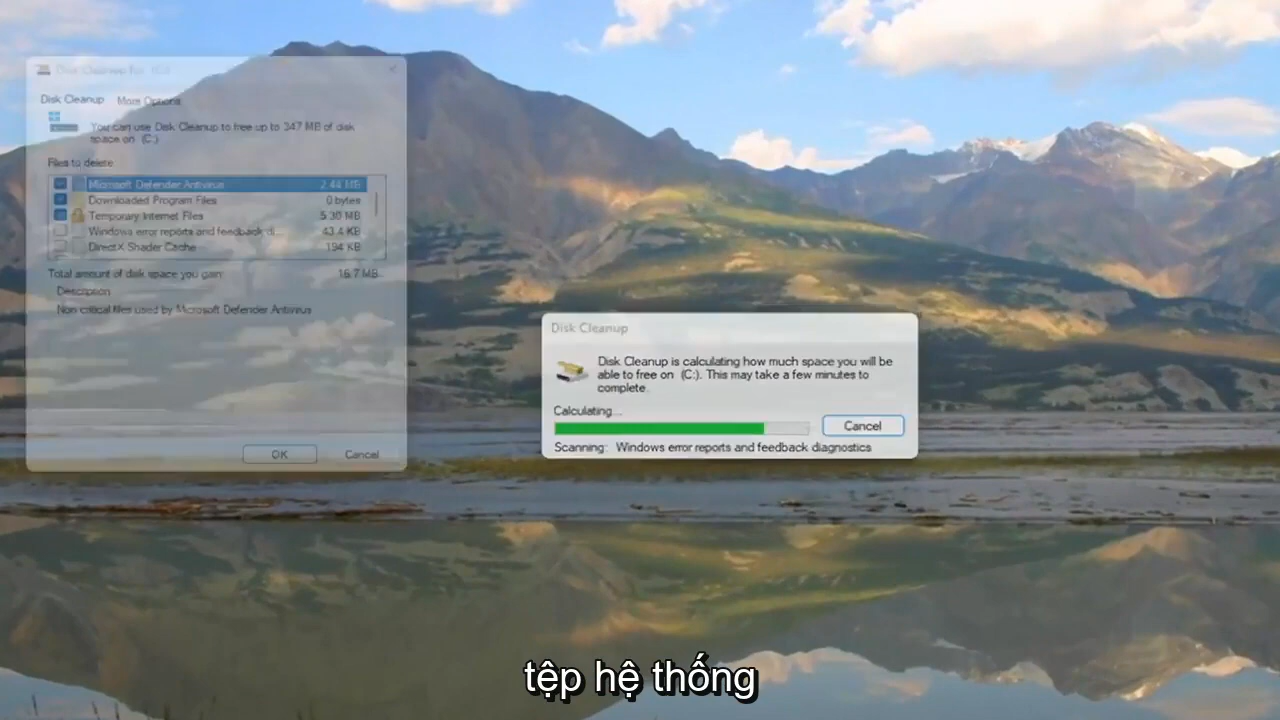 Disk Cleanup for (C:)
Disk Cleanup
More Options
You can use Disk Cleanup to free up to 347 MB of disk
space on (C:).
Files to delete
Microsoft Defender Antivirus 2.44 MB
Downloaded Program Files 0 bytes
Temporary Internet Files 5.30 MB
Windows error reports and feedback di...
43.4 KB
DirectX Shader Cache 194 KB
Total amount of disk space you gain: 16.7 MB
Description
Non critical files used by Microsoft Defender Antivirus
OK
Cancel
Disk Cleanup
Disk Cleanup is calculating how much space you will be
able to free on (C:). This may take a few minutes to
complete.
Calculating...
Cancel
Scanning: Windows error reports and feedback diagnostics
tệp hệ thống